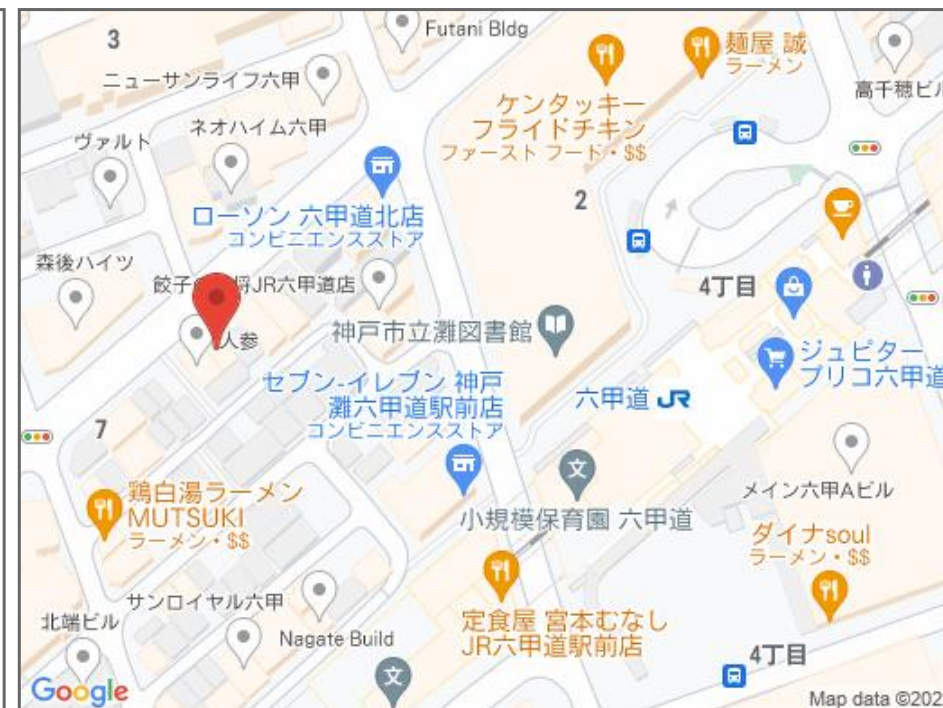 3
Futani Bldg
ニューサンライフ六甲
ヴァルト
ネオハイム六甲
ケンタッキー
フライドチキン
ファースト フード・$$
麺屋 誠
ラーメン
高千穂ビル
ローソン 六甲道北店
コンビニエンスストア
2
森後ハイツ
餃子
将JR六甲道店
人参
神戸市立灘図書館
4丁目
セブン-イレブン 神戸
灘六甲道駅前店
コンビニエンスストア
六甲道 JR
ジュピター
プリコ六甲道
7
鶏白湯ラーメン
MUTSUKI
ラーメン・$$
文
小規模保育園 六甲道
メイン六甲Aビル
ダイナsoul
ラーメン・$$
サンロイヤル六甲
北端ビル
Nagate Build
定食屋 宮本むなし
JR六甲道駅前店
文
4丁目
Google
Map data ©202